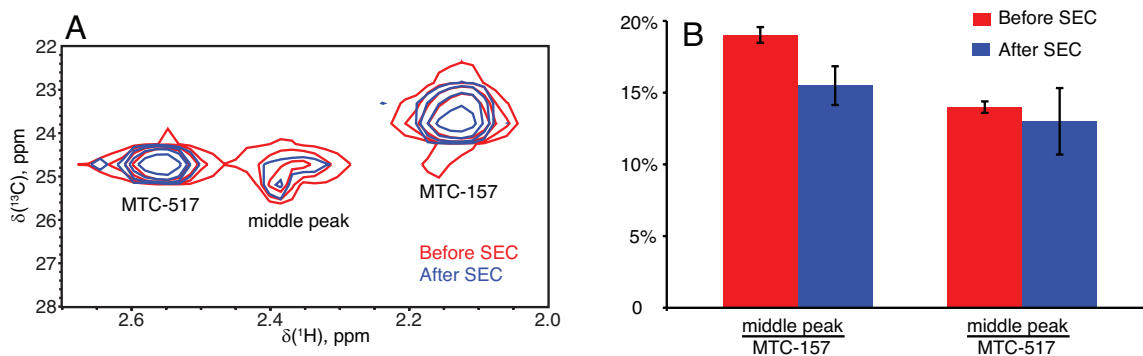 A
22
23
24
25
26
27
28
δ(¹³C), ppm
MTC-517
middle peak
MTC-157
Before SEC
After SEC
2.6
2.4
2.2
2.0
δ(¹H), ppm
B
Before SEC
After SEC
20%
15%
10%
5%
0
middle peak
MTC-157
middle peak
MTC-517